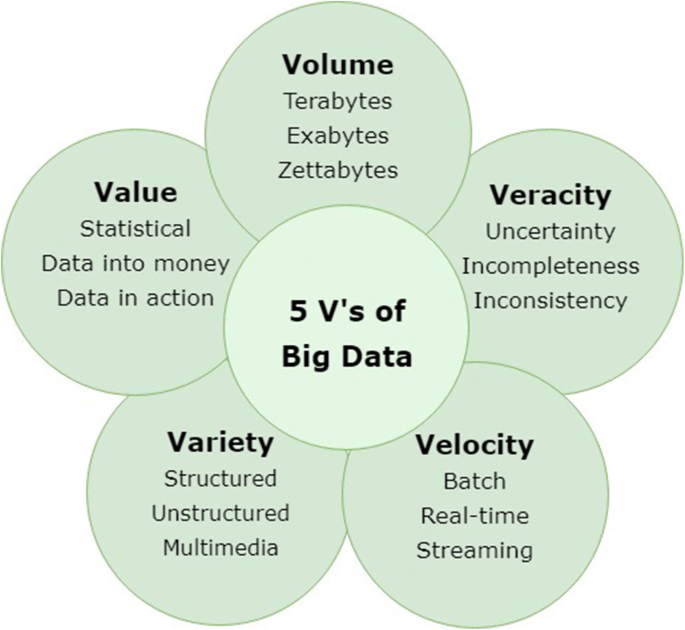 Volume
Terabytes
Exabytes
Zettabytes
Value
Statistical
Data into money
Data in action
Veracity
Uncertainty
Incompleteness
Inconsistency
5 V's of
Big Data
Variety
Structured
Unstructured
Multimedia
Velocity
Batch
Real-time
Streaming